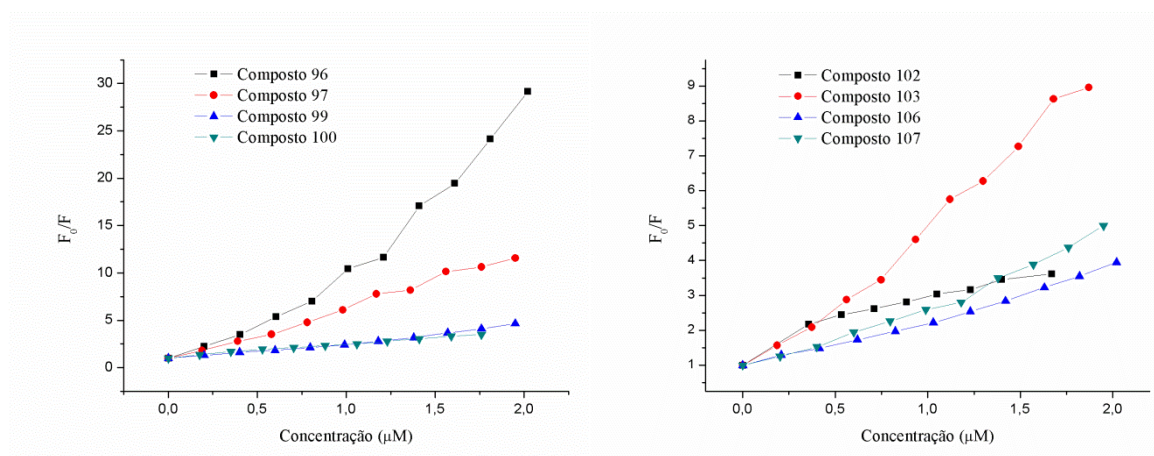 Composto 96
Composto 97
Composto 99
Composto 100
30
25
20
15
10
5
0
F₀/F
0,0 0,5 1,0 1,5 2,0
Concentração (μM)
Composto 102
Composto 103
Composto 106
Composto 107
9
8
7
6
5
4
3
2
1
F₀/F
0,0 0,5 1,0 1,5 2,0
Concentração (μM)